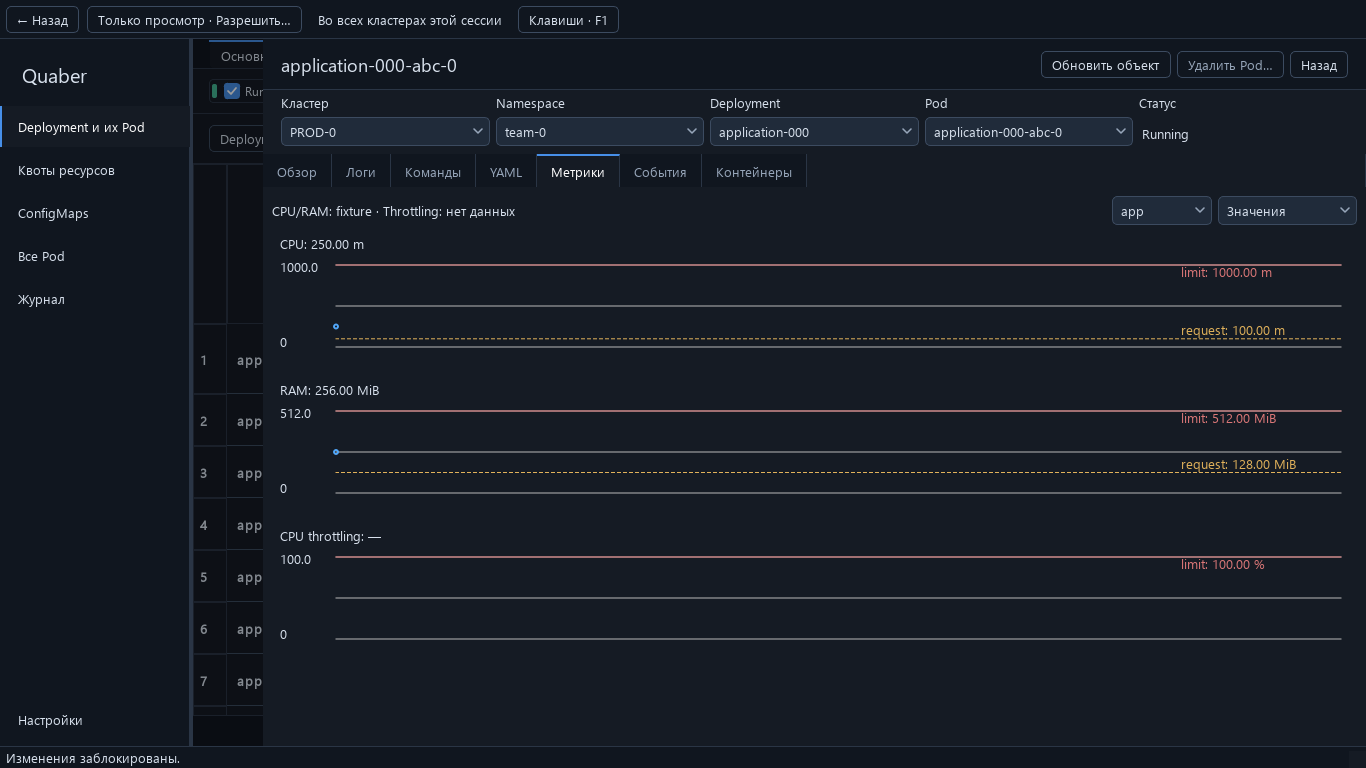 ← Назад
Только просмотр · Разрешить...
Во всех кластерах этой сессии
Клавиши · F1
Quaber
Deployment и их Pod
Квоты ресурсов
ConfigMaps
Все Pod
Журнал
Настройки
1 app
2 app
3 app
4 app
5 app
6 app
7 app
application-000-abc-0
Обновить объект
Удалить Pod...
Назад
Кластер
Namespace
Deployment
Pod
Статус
PROD-0
team-0
application-000
application-000-abc-0
Running
Обзор
Логи
Команды
YAML
Метрики
События
Контейнеры
CPU/RAM: fixture · Throttling: нет данных
app
Значения
CPU: 250.00 m
1000.0
limit: 1000.00 m
request: 100.00 m
0
RAM: 256.00 MiB
512.0
limit: 512.00 MiB
request: 128.00 MiB
0
CPU throttling: —
100.0
limit: 100.00 %
0
Изменения заблокированы.